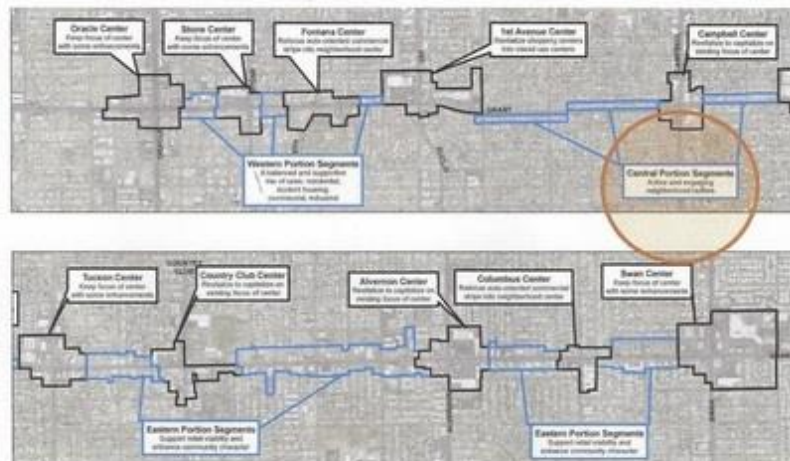 Oracle Center
Keep focus of center
with some enhancements
Stone Center
Keep focus of center
with some enhancements
Fontana Center
Refocus auto-oriented commercial
strips into neighborhood center
1st Avenue Center
Revitalize shopping centers
into mixed use centers
Campbell Center
Revitalize to capitalize on
existing focus of center
GRANT
Western Portion Segments
A balanced and supportive
mix of uses: residential,
student housing,
commercial, industrial
Central Portion Segments
Active and engaging
neighborhood centers
Tucson Center
Keep focus of center
with some enhancements
COUNTRY
CLUB
Country Club Center
Revitalize to capitalize on
existing focus of center
Alvernon Center
Revitalize to capitalize on
existing focus of center
Columbus Center
Refocus auto-oriented commercial
strips into neighborhood center
Swan Center
Keep focus of center
with some enhancements
Eastern Portion Segments
Support retail viability and
enhance community character
Eastern Portion Segments
Support retail viability and
enhance community character